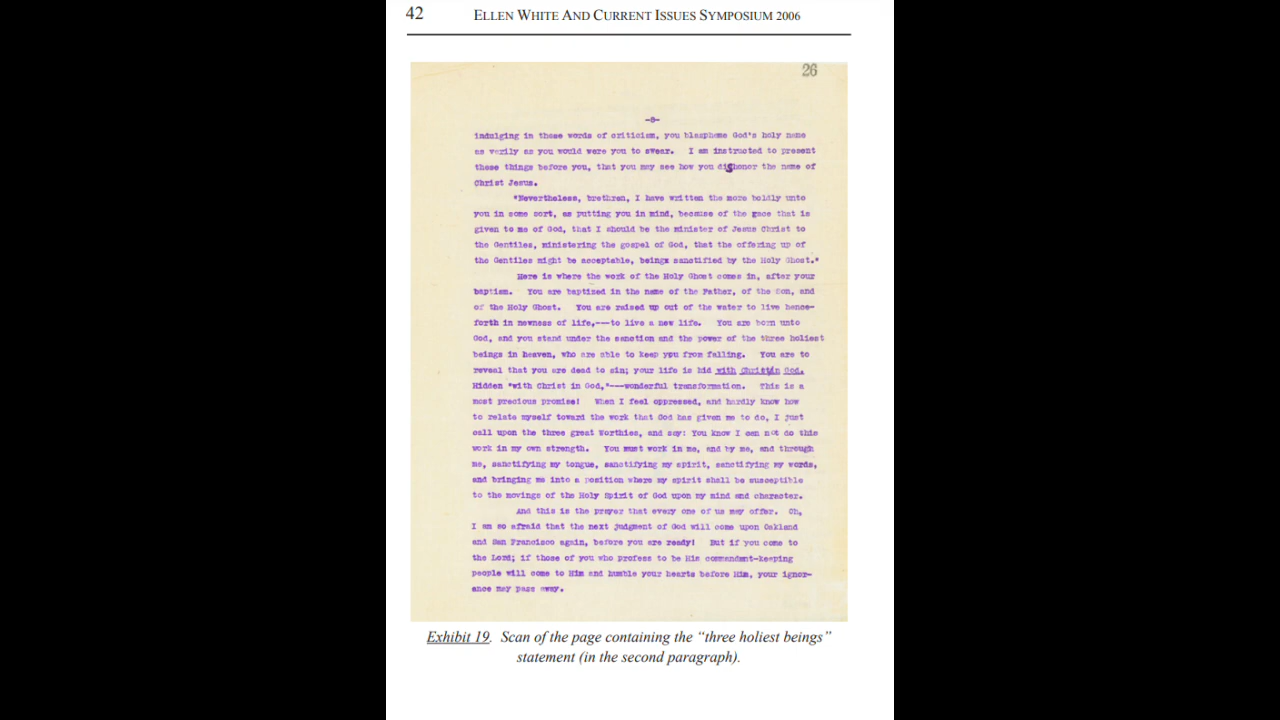 42 ELLEN WHITE AND CURRENT ISSUES SYMPOSIUM 2006
26
-8-
indulging in these words of criticism, you blaspheme God's holy name
as verily as you would were you to swear. I am instructed to present
these things before you, that you may see how you dishonor the name of
Christ Jesus.
"Nevertheless, brethren, I have written the more boldly unto
you in some sort, as putting you in mind, because of the gace that is
given to me of God, that I should be the minister of Jesus Christ to
the Gentiles, ministering the gospel of God, that the offering up of
the Gentiles might be acceptable, beingx sanctified by the Holy Ghost."
Here is where the work of the Holy Ghost comes in, after your
baptism. You are baptized in the name of the Father, of the Son, and
of the Holy Ghost. You are raised up out of the water to live hence-
forth in newness of life,---to live a new life. You are born unto
God, and you stand under the sanction and the power of the three holiest
beings in heaven, who are able to keep you from falling. You are to
reveal that you are dead to sin; your life is hid with Christ in God.
Hidden "with Christ in God,"---wonderful transformation. This is a
most precious promise! When I feel oppressed, and hardly know how
to relate myself toward the work that God has given me to do, I just
call upon the three great Worthies, and say: You know I can not do this
work in my own strength. You must work in me, and by me, and through
me, sanctifying my tongue, sanctifying my spirit, sanctifying my words,
and bringing me into a position where my spirit shall be susceptible
to the movings of the Holy Spirit of God upon my mind and character.
And this is the prayer that every one of us may offer. Oh,
I am so afraid that the next judgment of God will come upon Oakland
and San Francisco again, before you are ready! But if you come to
the Lord; if those of you who profess to be His commandment-keeping
people will come to Him and humble your hearts before Him, your ignor-
ance may pass away.
Exhibit 19. Scan of the page containing the "three holiest beings"
statement (in the second paragraph).